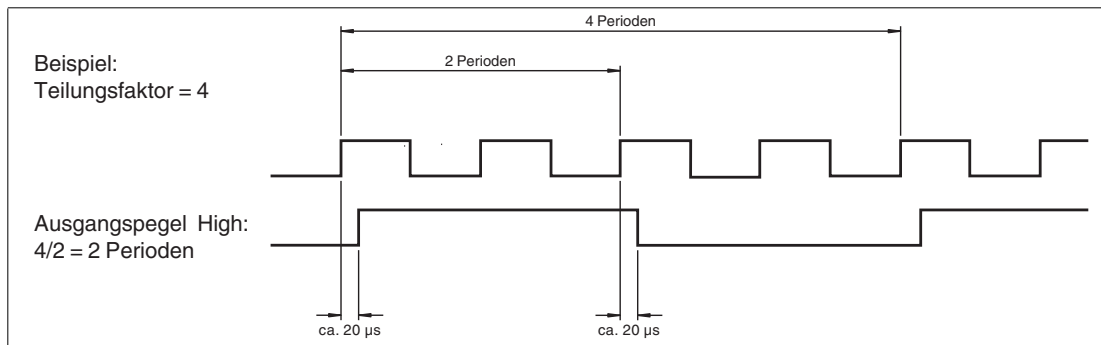 4 Perioden
Beispiel:
2 Perioden
Teilungsfaktor = 4
Ausgangspegel High:
4/2 = 2 Perioden
ca. 20 µs
ca. 20 µs